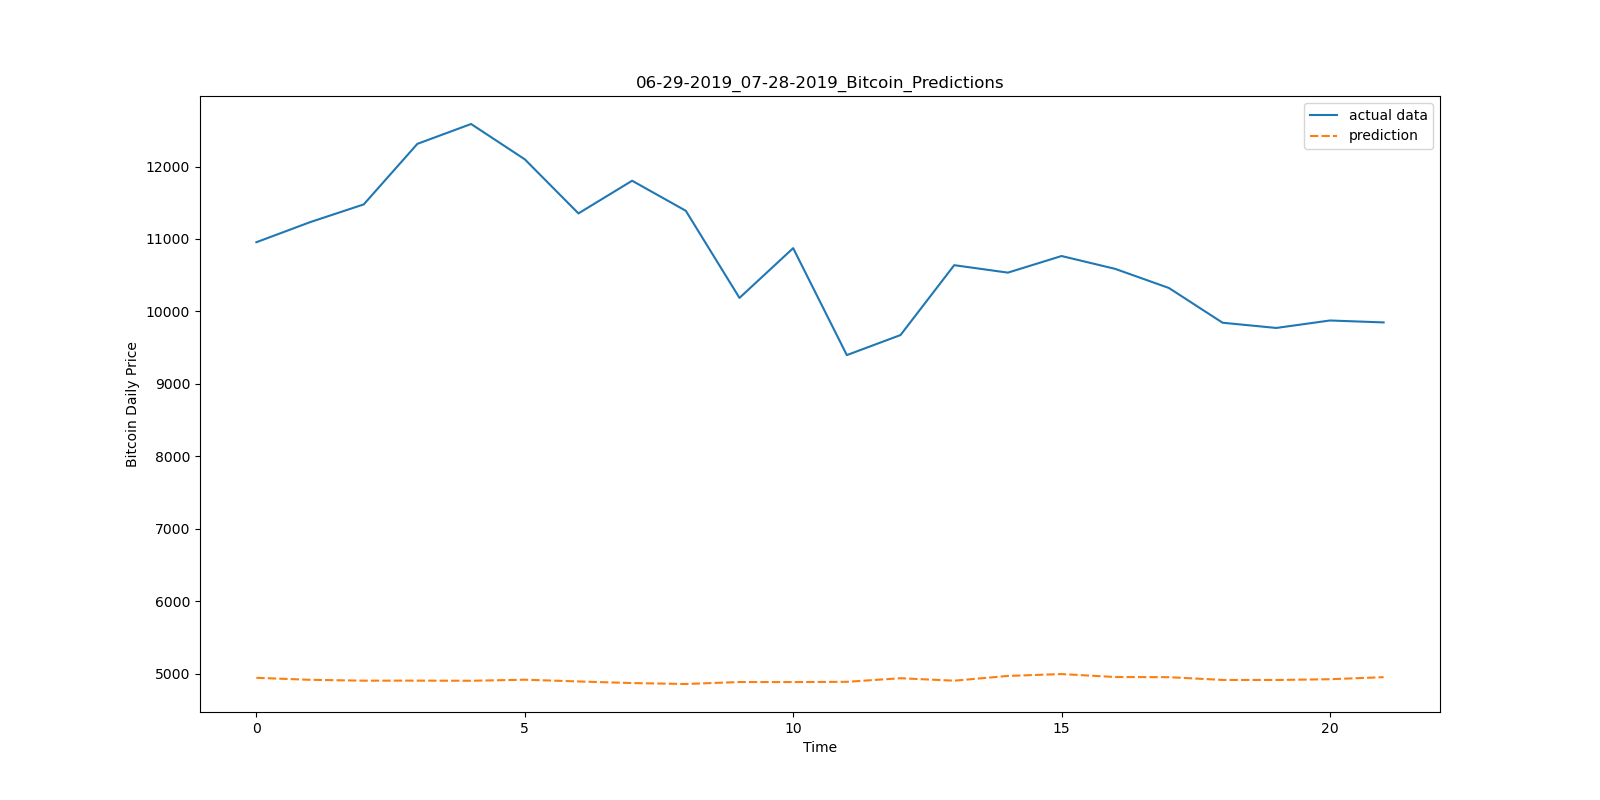 06-29-2019_07-28-2019_Bitcoin_Predictions
actual data
prediction
12000
11000
10000
9000
8000
7000
6000
5000
Bitcoin Daily Price
0 5 10 15 20
Time